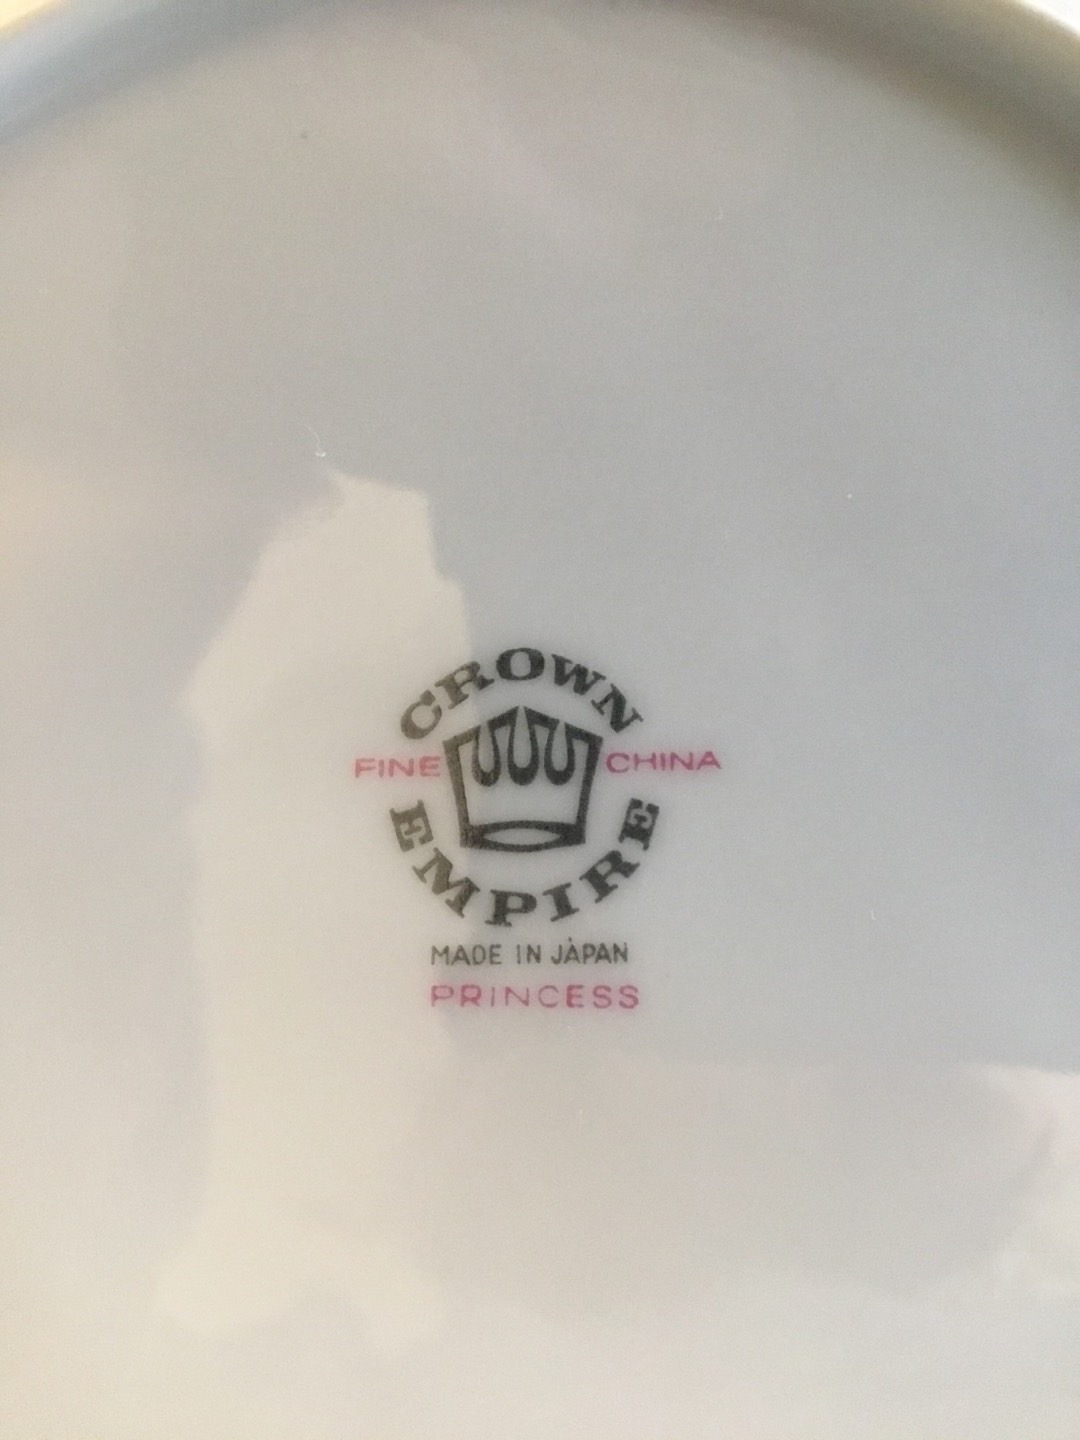 CROWN
FINE CHINA
EMPIRE
MADE IN JAPAN
PRINCESS